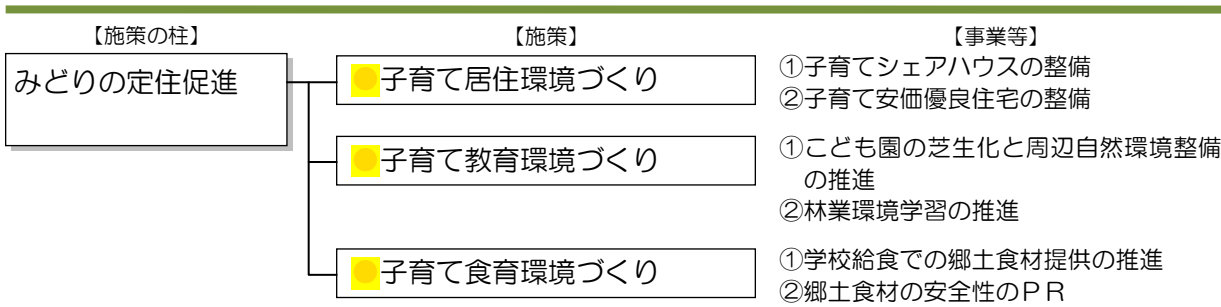 【施策の柱】
【施策】
【事業等】
みどりの定住促進
●子育て居住環境づくり
①子育てシェアハウスの整備
②子育て安価優良住宅の整備
●子育て教育環境づくり
①こども園の芝生化と周辺自然環境整備
の推進
②林業環境学習の推進
●子育て食育環境づくり
①学校給食での郷土食材提供の推進
②郷土食材の安全性のＰＲ